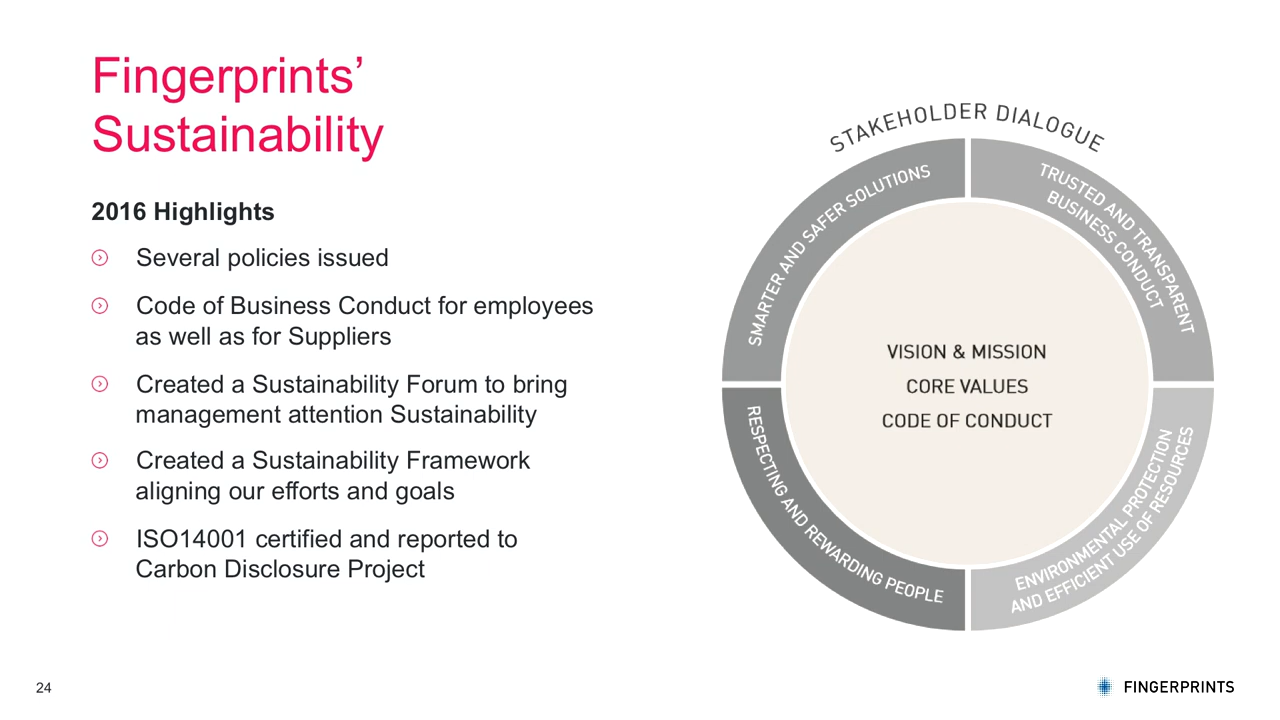 Fingerprints’
Sustainability
2016 Highlights
Several policies issued
Code of Business Conduct for employees
as well as for Suppliers
Created a Sustainability Forum to bring
management attention Sustainability
Created a Sustainability Framework
aligning our efforts and goals
ISO14001 certified and reported to
Carbon Disclosure Project
STAKEHOLDER DIALOGUE
SMARTER AND SAFER SOLUTIONS
TRUSTED AND TRANSPARENT
BUSINESS CONDUCT
VISION & MISSION
CORE VALUES
CODE OF CONDUCT
RESPECTING AND REWARDING PEOPLE
ENVIRONMENTAL PROTECTION
AND EFFICIENT USE OF RESOURCES
24
FINGERPRINTS